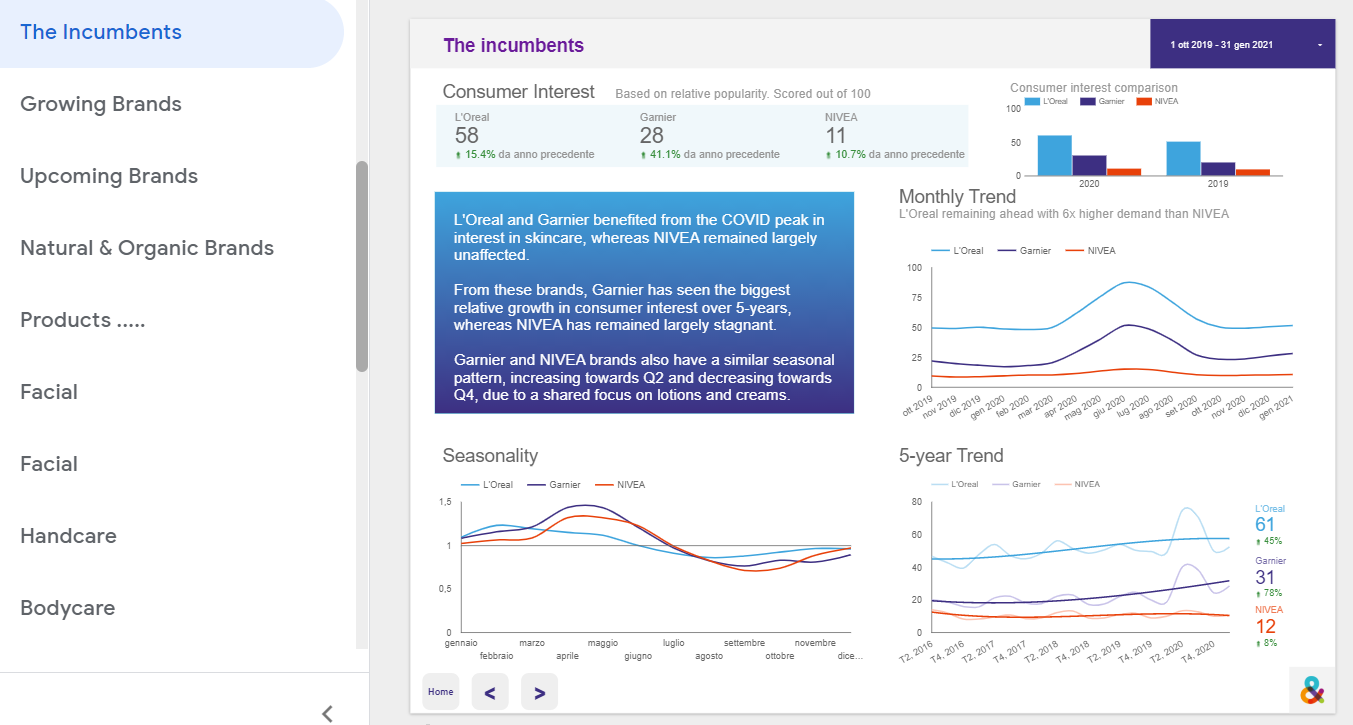 The Incumbents
Growing Brands
Upcoming Brands
Natural & Organic Brands
Products .....
Facial
Facial
Handcare
Bodycare
The incumbents
1 ott 2019 - 31 gen 2021
Consumer Interest
Based on relative popularity. Scored out of 100
L'Oreal
58
15.4% da anno precedente
Garnier
28
41.1% da anno precedente
NIVEA
11
10.7% da anno precedente
Consumer interest comparison
L'Oreal Garnier NIVEA
100
50
0
2020 2019
L'Oreal and Garnier benefited from the COVID peak in
interest in skincare, whereas NIVEA remained largely
unaffected.
From these brands, Garnier has seen the biggest
relative growth in consumer interest over 5-years,
whereas NIVEA has remained largely stagnant.
Garnier and NIVEA brands also have a similar seasonal
pattern, increasing towards Q2 and decreasing towards
Q4, due to a shared focus on lotions and creams.
Monthly Trend
L'Oreal remaining ahead with 6x higher demand than NIVEA
L'Oreal Garnier NIVEA
100
75
50
25
0
ott 2019 nov 2019 dic 2019 gen 2020 feb 2020 mar 2020 apr 2020 mag 2020 giu 2020 lug 2020 ago 2020 set 2020 ott 2020 nov 2020 dic 2020 gen 2021
Seasonality
L'Oreal Garnier NIVEA
1,5
1
0,5
0
gennaio marzo maggio luglio settembre novembre
febbraio aprile giugno agosto ottobre dice...
5-year Trend
L'Oreal Garnier NIVEA
80
60
40
20
0
T2, 2016 T4, 2016 T2, 2017 T4, 2017 T2, 2018 T4, 2018 T2, 2019 T4, 2019 T2, 2020 T4, 2020
L'Oreal
61
45%
Garnier
31
78%
NIVEA
12
8%
Home < >
&